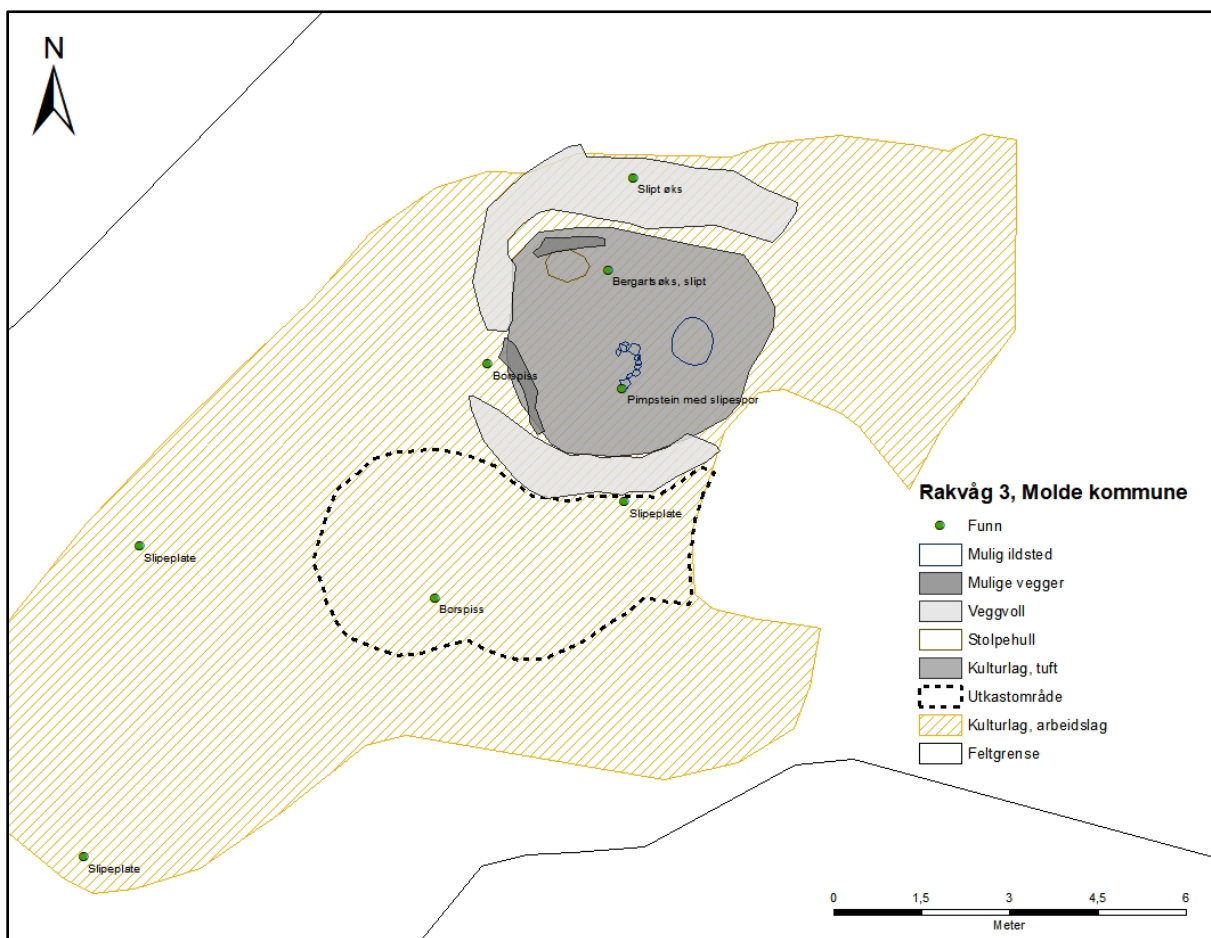 N
Slipt øks
Bergartsøks, slipt
Borspiss
Pimpstein med slipespor
Slipeplate
Slipeplate
Borspiss
Slipeplate
Rakvåg 3, Molde kommune
Funn
Mulig ildsted
Mulige vegger
Veggvoll
Stolpehull
Kulturlag, tuft
Utkastområde
Kulturlag, arbeidslag
Feltgrense
0 1,5 3 4,5 6
Meter